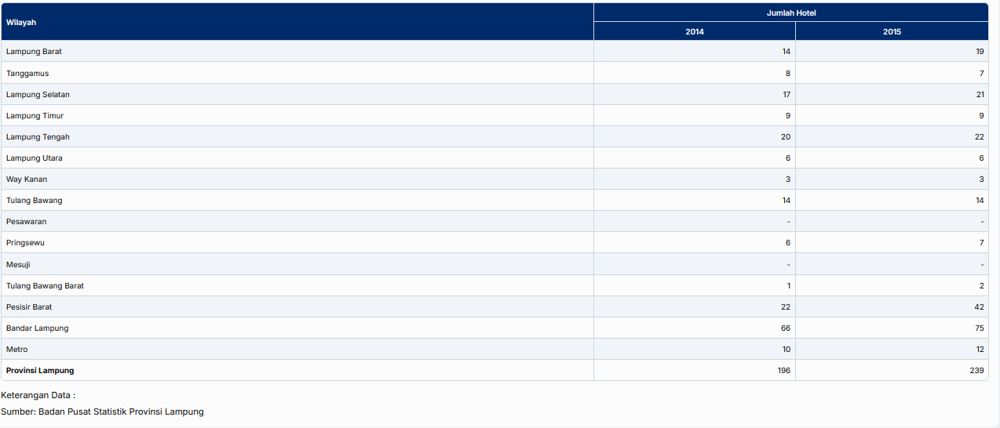 Wilayah Jumlah Hotel
2014 2015
Lampung Barat 14 19
Tanggamus 8 7
Lampung Selatan 17 21
Lampung Timur 9 9
Lampung Tengah 20 22
Lampung Utara 6 6
Way Kanan 3 3
Tulang Bawang 14 14
Pesawaran - -
Pringsewu 6 7
Mesuji - -
Tulang Bawang Barat 1 2
Pesisir Barat 22 42
Bandar Lampung 66 75
Metro 10 12
Provinsi Lampung 196 239
Keterangan Data :
Sumber: Badan Pusat Statistik Provinsi Lampung